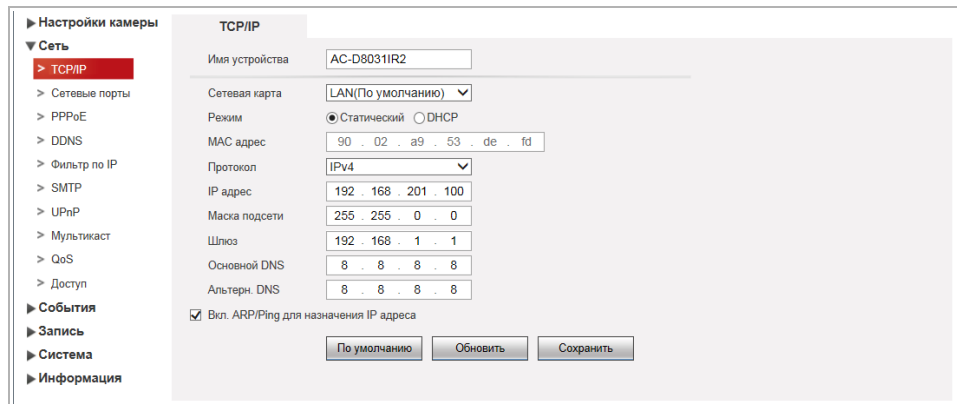 Настройки камеры
Сеть
> TCP/IP
> Сетевые порты
> PPPoE
> DDNS
> Фильтр по IP
> SMTP
> UPnP
> Мультикаст
> QoS
> Доступ
События
Запись
Система
Информация
TCP/IP
Имя устройства AC-D8031IR2
Сетевая карта LAN(По умолчанию)
Режим Статический DHCP
MAC адрес 90 . 02 . a9 . 53 . de . fd
Протокол IPv4
IP адрес 192 . 168 . 201 . 100
Маска подсети 255 . 255 . 0 . 0
Шлюз 192 . 168 . 1 . 1
Основной DNS 8 . 8 . 8 . 8
Альтерн. DNS 8 . 8 . 8 . 8
Вкл. ARP/Ping для назначения IP адреса
По умолчанию Обновить Сохранить